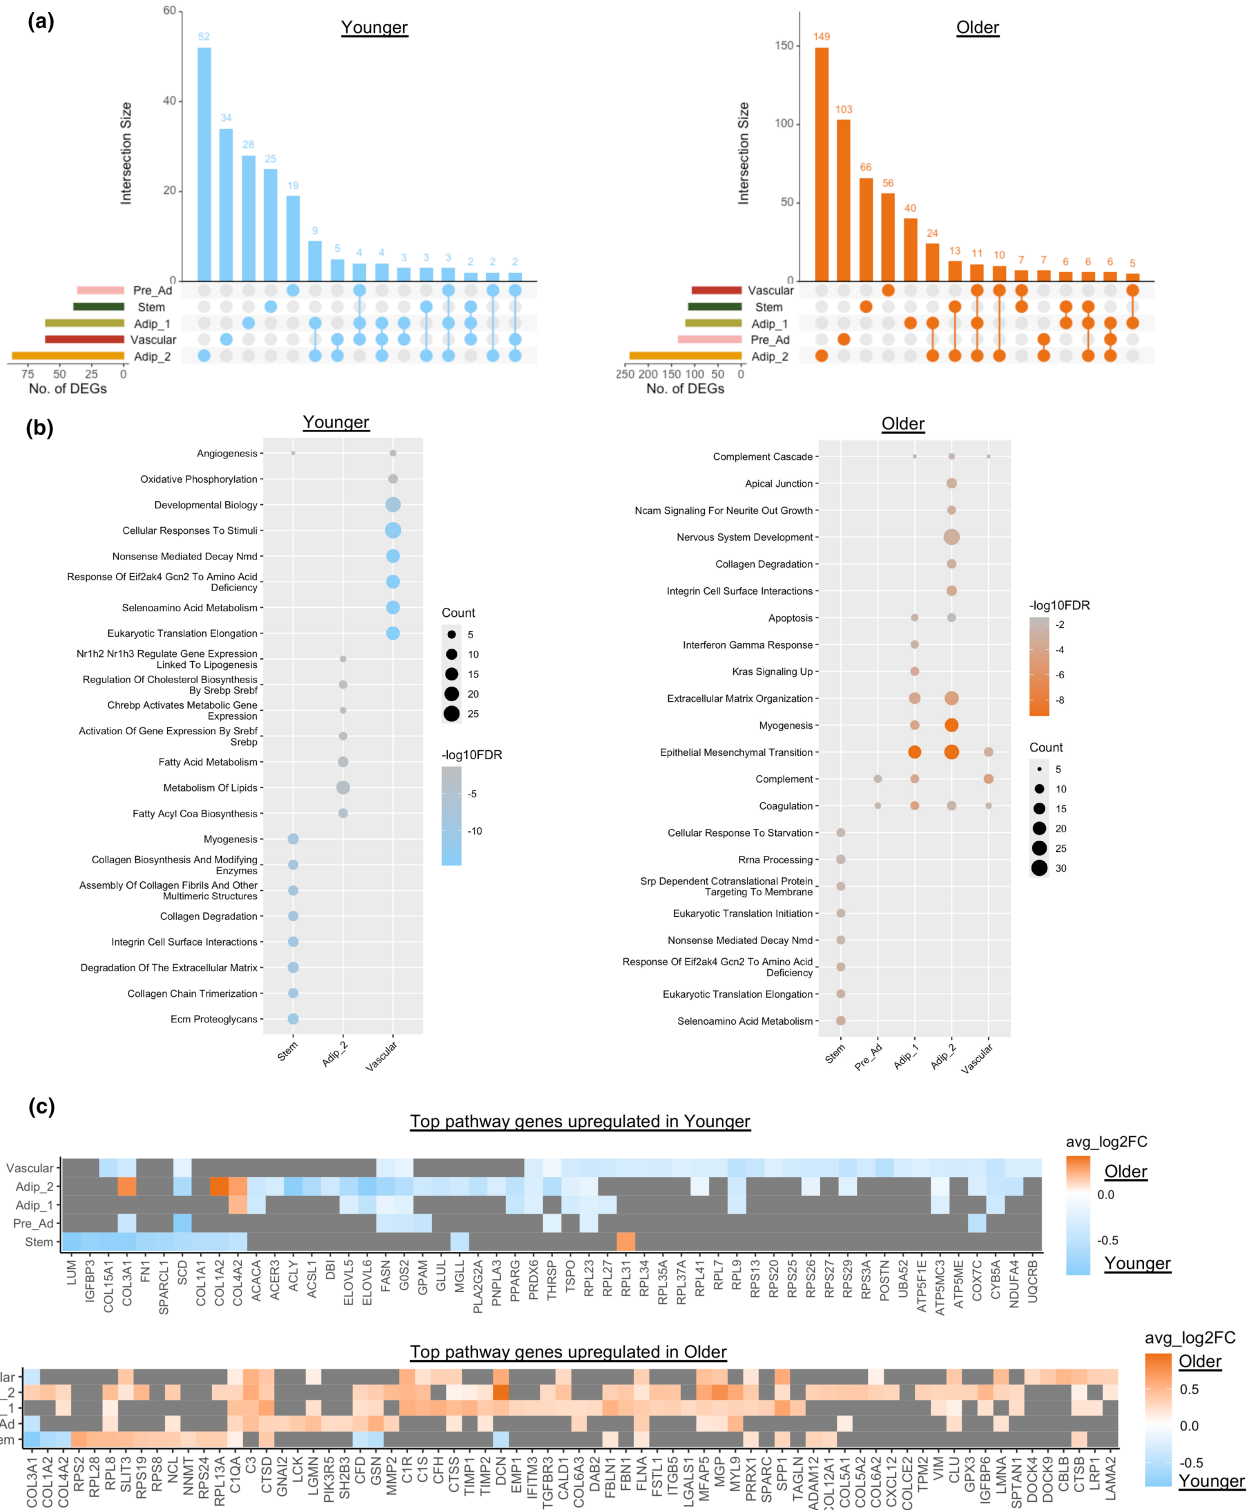 (a)
Younger
Older
60
40
20
0
Intersection Size
52
34
28
25
19
9
5
4
4
3
3
3
2
2
2
Pre_Ad
Stem
Adip_1
Vascular
Adip_2
75
50
25
0
No. of DEGs
150
100
50
0
Intersection Size
149
103
66
56
40
24
13
11
10
7
7
6
6
6
5
Vascular
Stem
Adip_1
Pre_Ad
Adip_2
250 200 150 100 50 0
No. of DEGs
(b)
Younger
Angiogenesis
Oxidative Phosphorylation
Developmental Biology
Cellular Responses To Stimuli
Nonsense Mediated Decay Nmd
Response Of Eif2ak4 Gcn2 To Amino Acid
Deficiency
Selenoamino Acid Metabolism
Eukaryotic Translation Elongation
Nr1h2 Nr1h3 Regulate Gene Expression
Linked To Lipogenesis
Regulation Of Cholesterol Biosynthesis
By Srebp Srebf
Chrebp Activates Metabolic Gene
Expression
Activation Of Gene Expression By Srebf
Srebp
Fatty Acid Metabolism
Metabolism Of Lipids
Fatty Acyl Coa Biosynthesis
Myogenesis
Collagen Biosynthesis And Modifying
Enzymes
Assembly Of Collagen Fibrils And Other
Multimeric Structures
Collagen Degradation
Integrin Cell Surface Interactions
Degradation Of The Extracellular Matrix
Collagen Chain Trimerization
Ecm Proteoglycans
Stem
Adip_2
Vascular
Count
5
10
15
20
25
-log10FDR
-5
-10
Older
Complement Cascade
Apical Junction
Ncam Signaling For Neurite Out Growth
Nervous System Development
Collagen Degradation
Integrin Cell Surface Interactions
Apoptosis
Interferon Gamma Response
Kras Signaling Up
Extracellular Matrix Organization
Myogenesis
Epithelial Mesenchymal Transition
Complement
Coagulation
Cellular Response To Starvation
Rrna Processing
Srp Dependent Cotranslational Protein
Targeting To Membrane
Eukaryotic Translation Initiation
Nonsense Mediated Decay Nmd
Response Of Eif2ak4 Gcn2 To Amino Acid
Deficiency
Eukaryotic Translation Elongation
Selenoamino Acid Metabolism
Stem
Pre_Ad
Adip_1
Adip_2
Vascular
-log10FDR
-2
-4
-6
-8
Count
5
10
15
20
25
30
(c)
Top pathway genes upregulated in Younger
Vascular
Adip_2
Adip_1
Pre_Ad
Stem
LUM
IGFBP3
COL15A1
COL3A1
FN1
SPARCL1
SCD
COL1A1
COL1A2
COL4A2
ACACA
ACER3
ACLY
ACSL1
DBI
ELOVL5
ELOVL6
FASN
G0S2
GPAM
GLUL
MGLL
PLA2G2A
PNPLA3
PPARG
PRDX6
THRSP
TSPO
RPL23
RPL27
RPL31
RPL34
RPL35A
RPL37A
RPL41
RPL7
RPL9
RPS13
RPS20
RPS25
RPS26
RPS27
RPS29
RPS3A
POSTN
UBA52
ATP5F1E
ATP5MC3
ATP5ME
COX7C
CYB5A
NDUFA4
UQCRB
avg_log2FC
Older
0.0
-0.5
Younger
Top pathway genes upregulated in Older
lar
_2
_1
Ad
em
COL3A1
COL1A2
COL4A2
RPS2
RPL28
RPL8
SLIT3
RPS19
RPS8
NCL
NNMT
RPS24
RPL13A
C1QA
C3
CTSD
GNAI2
LCK
LGMN
PIK3R5
SH2B3
CFD
GSN
MMP2
C1R
C1S
CFH
CTSS
TIMP1
TIMP2
DCN
EMP1
IFITM3
TGFBR3
CALD1
COL6A3
DAB2
FBLN1
FBN1
FLNA
FSTL1
ITGB5
LGALS1
MFAP5
MGP
MYL9
PRRX1
SPARC
SPP1
TAGLN
ADAM12
COL12A1
COL5A1
COL5A2
COL6A2
CXCL12
COLCE2
TPM2
VIM
CLU
GPX3
IGFBP6
LMNA
SPTAN1
DOCK4
DOCK9
CBLB
CTSB
LRP1
LAMA2
avg_log2FC
Older
0.5
0.0
-0.5
Younger